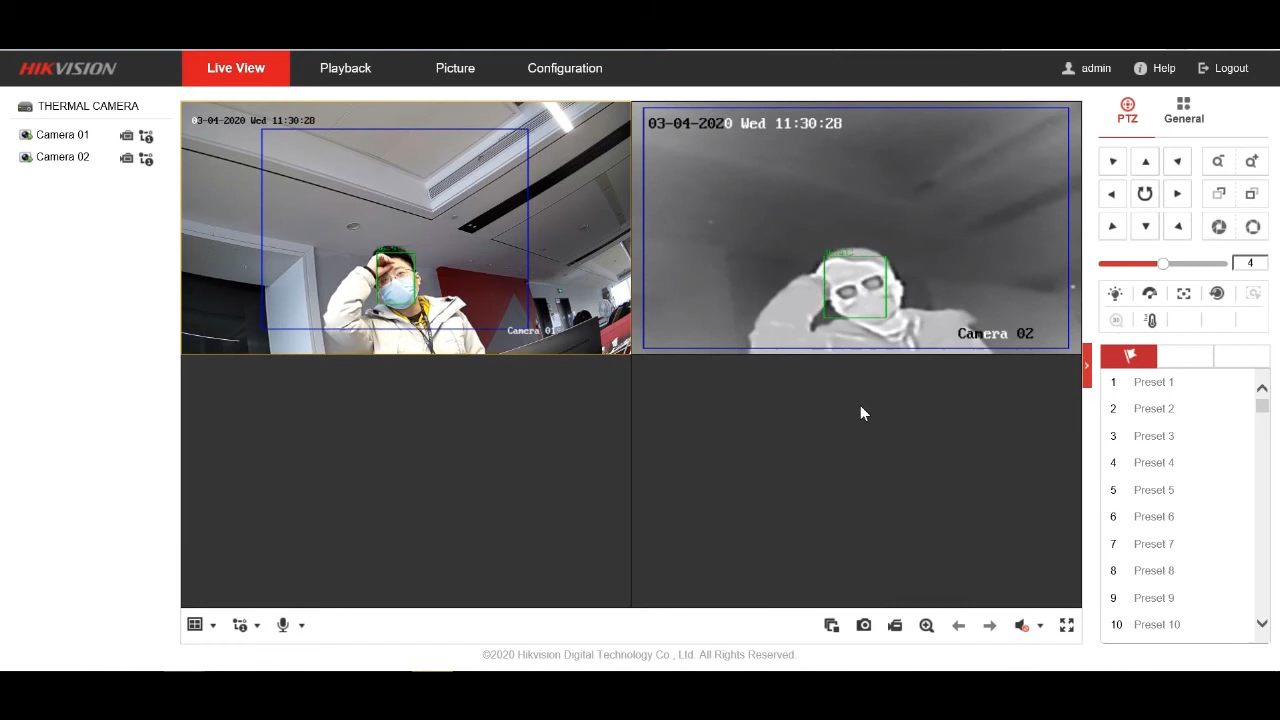 HIKVISION
Live View
Playback
Picture
Configuration
admin
Help
Logout
THERMAL CAMERA
Camera 01
Camera 02
03-04-2020 Wed 11:30:28
Camera 01
03-04-2020 Wed 11:30:28
Camera 02
PTZ
General
4
1 Preset 1
2 Preset 2
3 Preset 3
4 Preset 4
5 Preset 5
6 Preset 6
7 Preset 7
8 Preset 8
9 Preset 9
10 Preset 10
©2020 Hikvision Digital Technology Co., Ltd. All Rights Reserved.